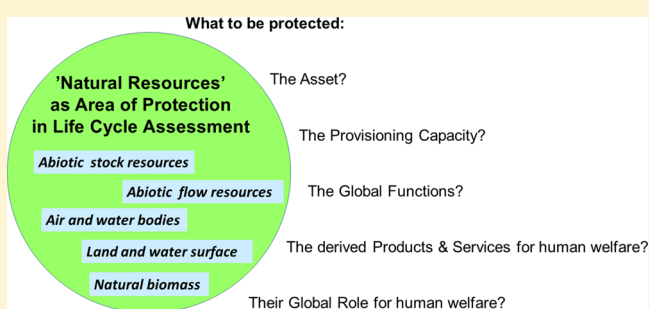 What to be protected:
'Natural Resources'
as Area of Protection
in Life Cycle Assessment
Abiotic stock resources
Abiotic flow resources
Air and water bodies
Land and water surface
Natural biomass
The Asset?
The Provisioning Capacity?
The Global Functions?
The derived Products & Services for human welfare?
Their Global Role for human welfare?